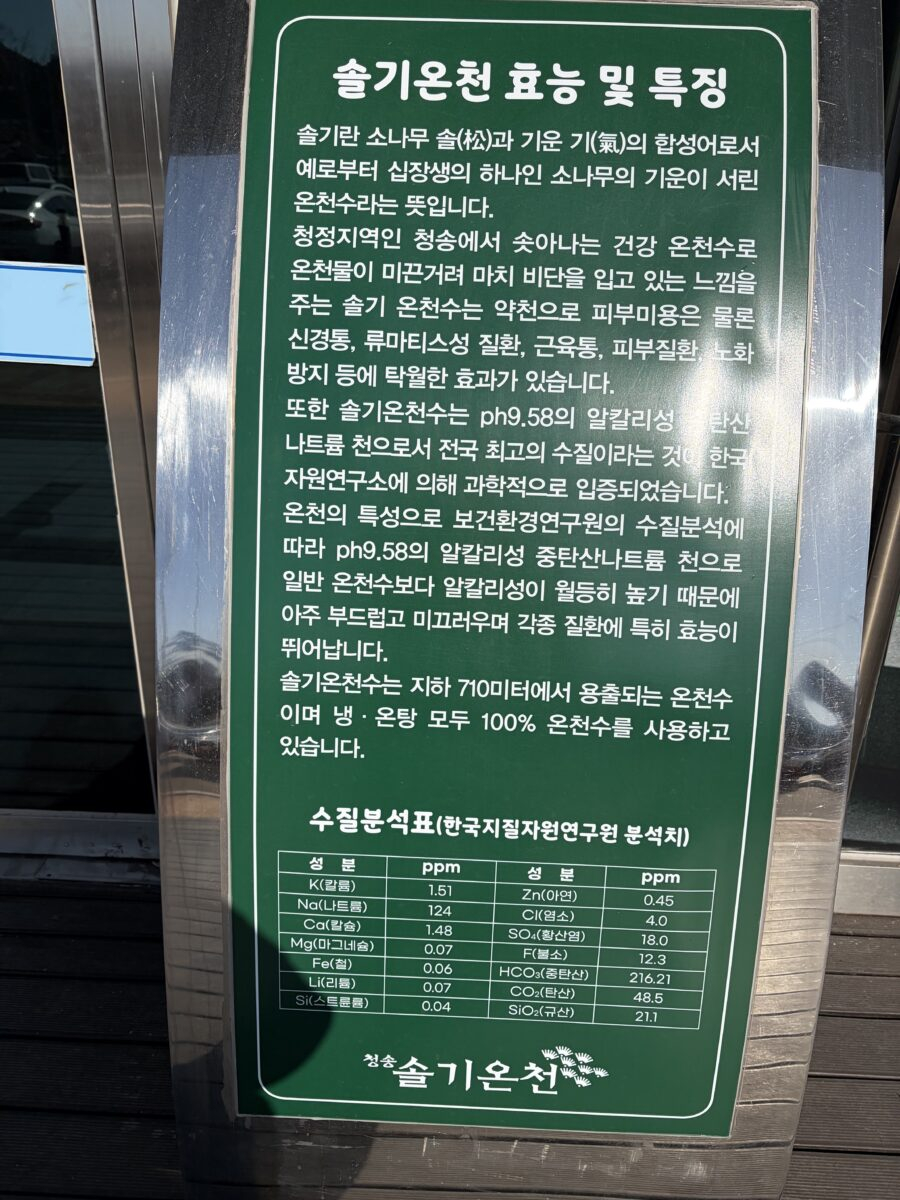 솔기온천 효능 및 특징
솔기란 소나무 솔(松)과 기운 기(氣)의 합성어로서
예로부터 십장생의 하나인 소나무의 기운이 서린
온천수라는 뜻입니다.
청정지역인 청송에서 솟아나는 건강 온천수로
온천물이 미끈거려 마치 비단을 입고 있는 느낌을
주는 솔기 온천수는 약천으로 피부미용은 물론
신경통, 류마티스성 질환, 근육통, 피부질환, 노화
방지 등에 탁월한 효과가 있습니다.
또한 솔기온천수는 ph9.58의 알칼리성 탄산
나트륨 천으로서 전국 최고의 수질이라는 것이 한국
자원연구소에 의해 과학적으로 입증되었습니다.
온천의 특성으로 보건환경연구원의 수질분석에
따라 ph9.58의 알칼리성 중탄산나트륨 천으로
일반 온천수보다 알칼리성이 월등히 높기 때문에
아주 부드럽고 미끄러우며 각종 질환에 특히 효능이
뛰어납니다.
솔기온천수는 지하 710미터에서 용출되는 온천수
이며 냉·온탕 모두 100% 온천수를 사용하고
있습니다.
수질분석표(한국지질자원연구원 분석치)
성 분 ppm 성 분 ppm
K(칼륨) 1.51 Zn(아연) 0.45
Na(나트륨) 124 Cl(염소) 4.0
Ca(칼슘) 1.48 SO₄(황산염) 18.0
Mg(마그네슘) 0.07 F(불소) 12.3
Fe(철) 0.06 HCO₃(중탄산) 216.21
Li(리튬) 0.07 CO₂(탄산) 48.5
Si(스트륜튬) 0.04 SiO₂(규산) 21.1
청송 솔기온천